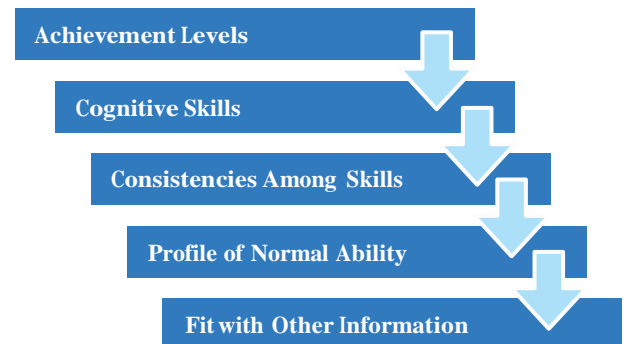 Achievement Levels
Cognitive Skills
Consistencies Among Skills
Profile of Normal Ability
Fit with Other Information